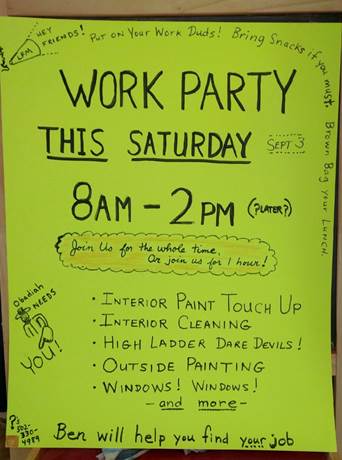 LFM
HEY FRIENDS!
Put on Your Work Duds! Bring Snacks if you must. Brown Bag your Lunch
WORK PARTY
THIS SATURDAY SEPT 3
8AM – 2PM (?LATER?)
Join Us for the whole time,
Or join us for 1 hour!
Obadiah
NEEDS
YOU!
• INTERIOR PAINT TOUCH UP
• INTERIOR CLEANING
• HIGH LADDER DARE DEVILS!
• OUTSIDE PAINTING
• WINDOWS! WINDOWS!
- and more -
P's
502-
330-
4989
Ben will help you find your job